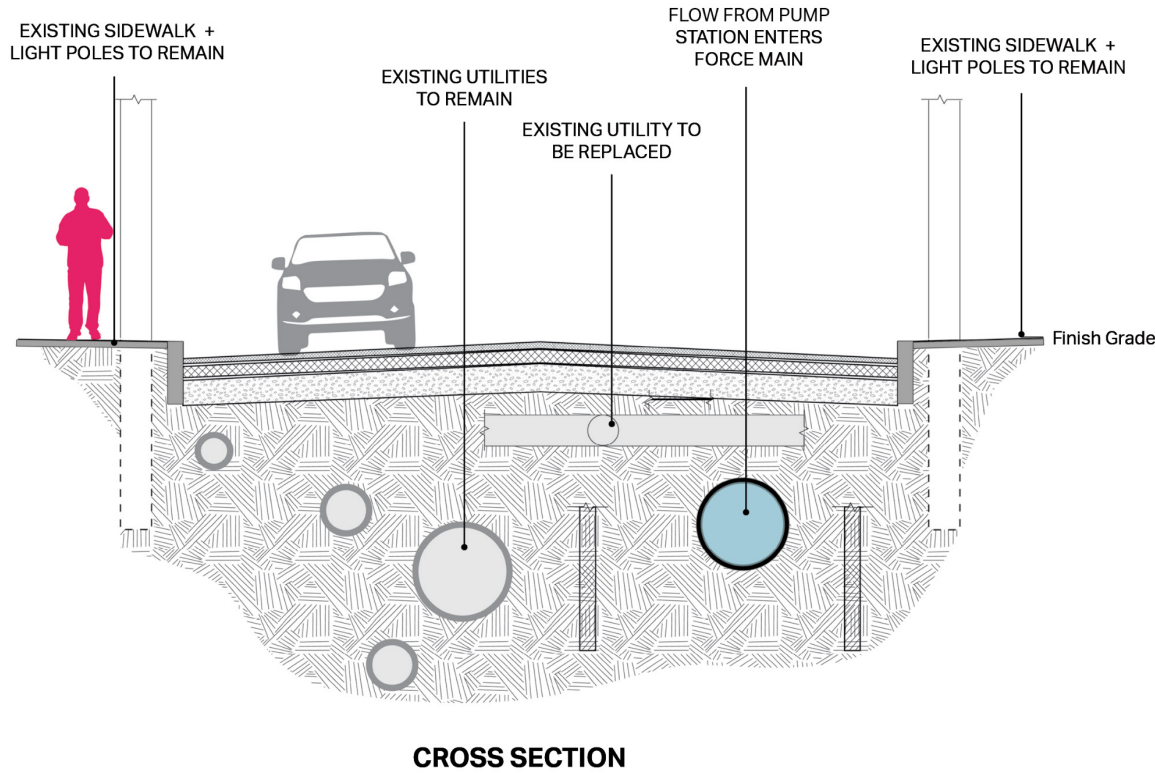 EXISTING SIDEWALK +
LIGHT POLES TO REMAIN
EXISTING UTILITIES
TO REMAIN
EXISTING UTILITY TO
BE REPLACED
FLOW FROM PUMP
STATION ENTERS
FORCE MAIN
EXISTING SIDEWALK +
LIGHT POLES TO REMAIN
Finish Grade
CROSS SECTION